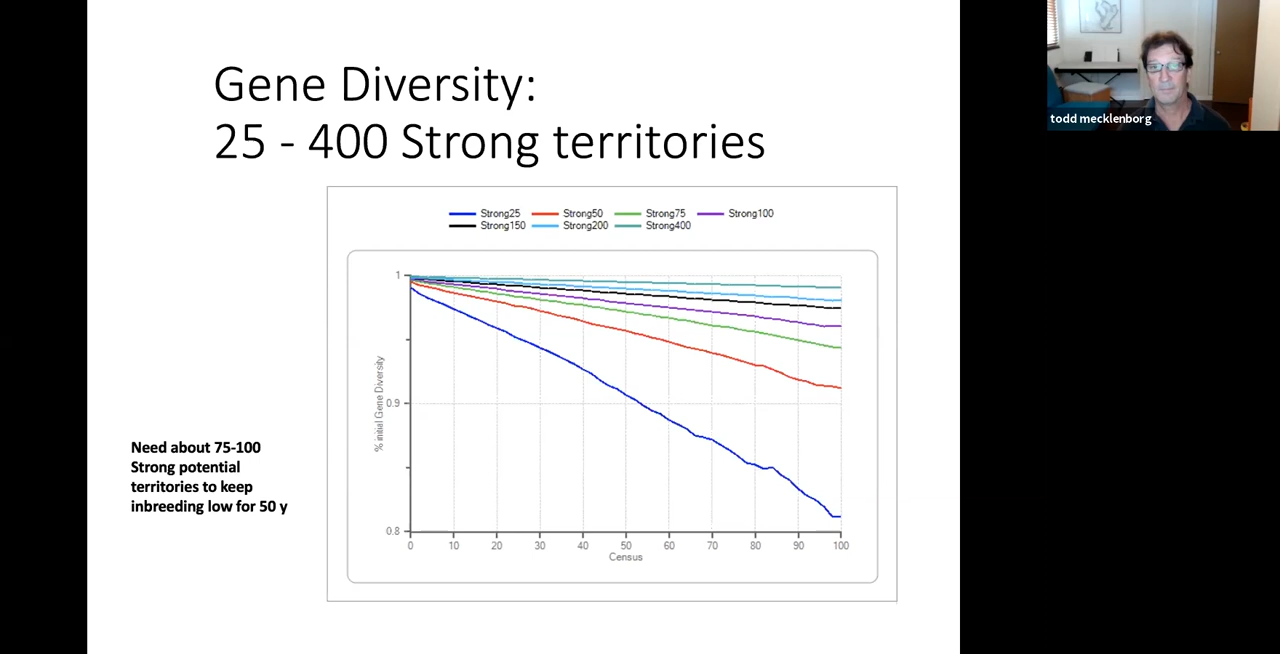 Gene Diversity:
25 - 400 Strong territories
todd mecklenborg
Strong25 Strong50 Strong75 Strong100
Strong150 Strong200 Strong400
1
0.9
0.8
% initial Gene Diversity
0 10 20 30 40 50 60 70 80 90 100
Census
Need about 75-100
Strong potential
territories to keep
inbreeding low for 50 y